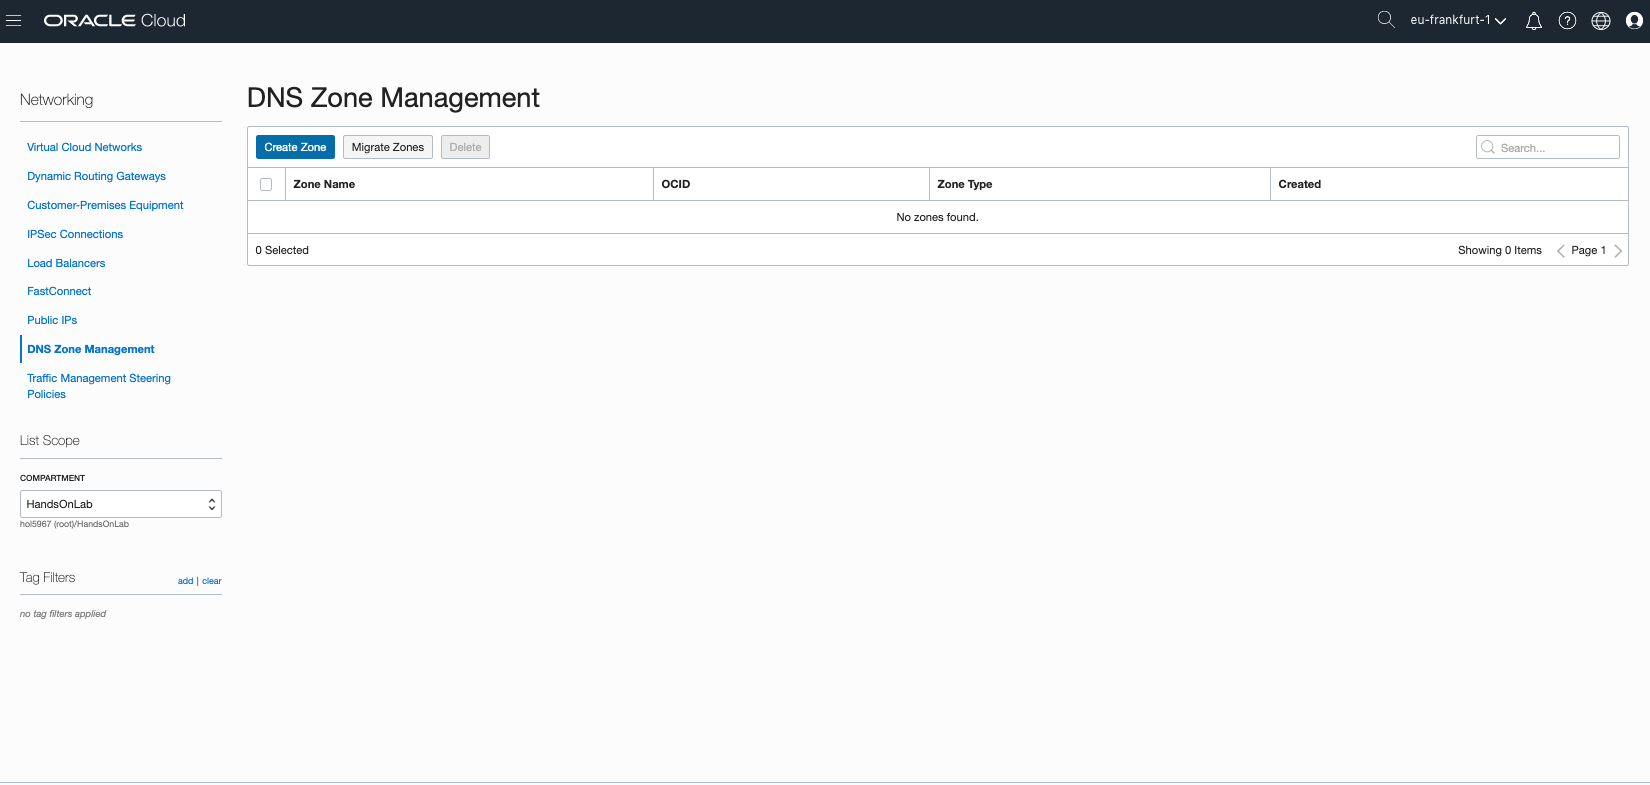 ORACLE Cloud
eu-frankfurt-1
Networking
Virtual Cloud Networks
Dynamic Routing Gateways
Customer-Premises Equipment
IPSec Connections
Load Balancers
FastConnect
Public IPs
DNS Zone Management
Traffic Management Steering
Policies
List Scope
COMPARTMENT
HandsOnLab
hol5967 (root)/HandsOnLab
Tag Filters
add | clear
no tag filters applied
DNS Zone Management
Create Zone Migrate Zones Delete Search...
Zone Name OCID Zone Type Created
No zones found.
0 Selected Showing 0 Items Page 1